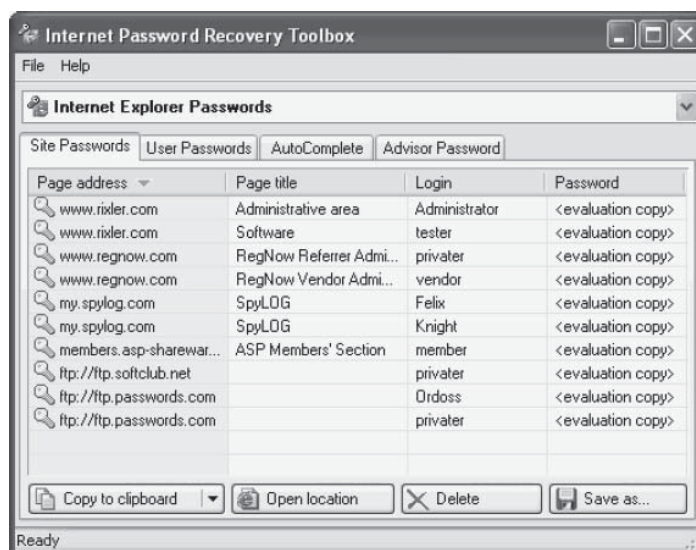 Internet Password Recovery Toolbox
File Help
Internet Explorer Passwords
Site Passwords User Passwords AutoComplete Advisor Password
Page address Page title Login Password
www.rixler.com Administrative area Administrator <evaluation copy>
www.rixler.com Software tester <evaluation copy>
www.regnow.com RegNow Referrer Admi... privater <evaluation copy>
www.regnow.com RegNow Vendor Admi... vendor <evaluation copy>
my.spylog.com SpyLOG Felix <evaluation copy>
my.spylog.com SpyLOG Knight <evaluation copy>
members.asp-sharewar... ASP Members' Section member <evaluation copy>
ftp://ftp.softclub.net privater <evaluation copy>
ftp://ftp.passwords.com Ordoss <evaluation copy>
ftp://ftp.passwords.com privater <evaluation copy>
Copy to clipboard Open location Delete Save as...
Ready